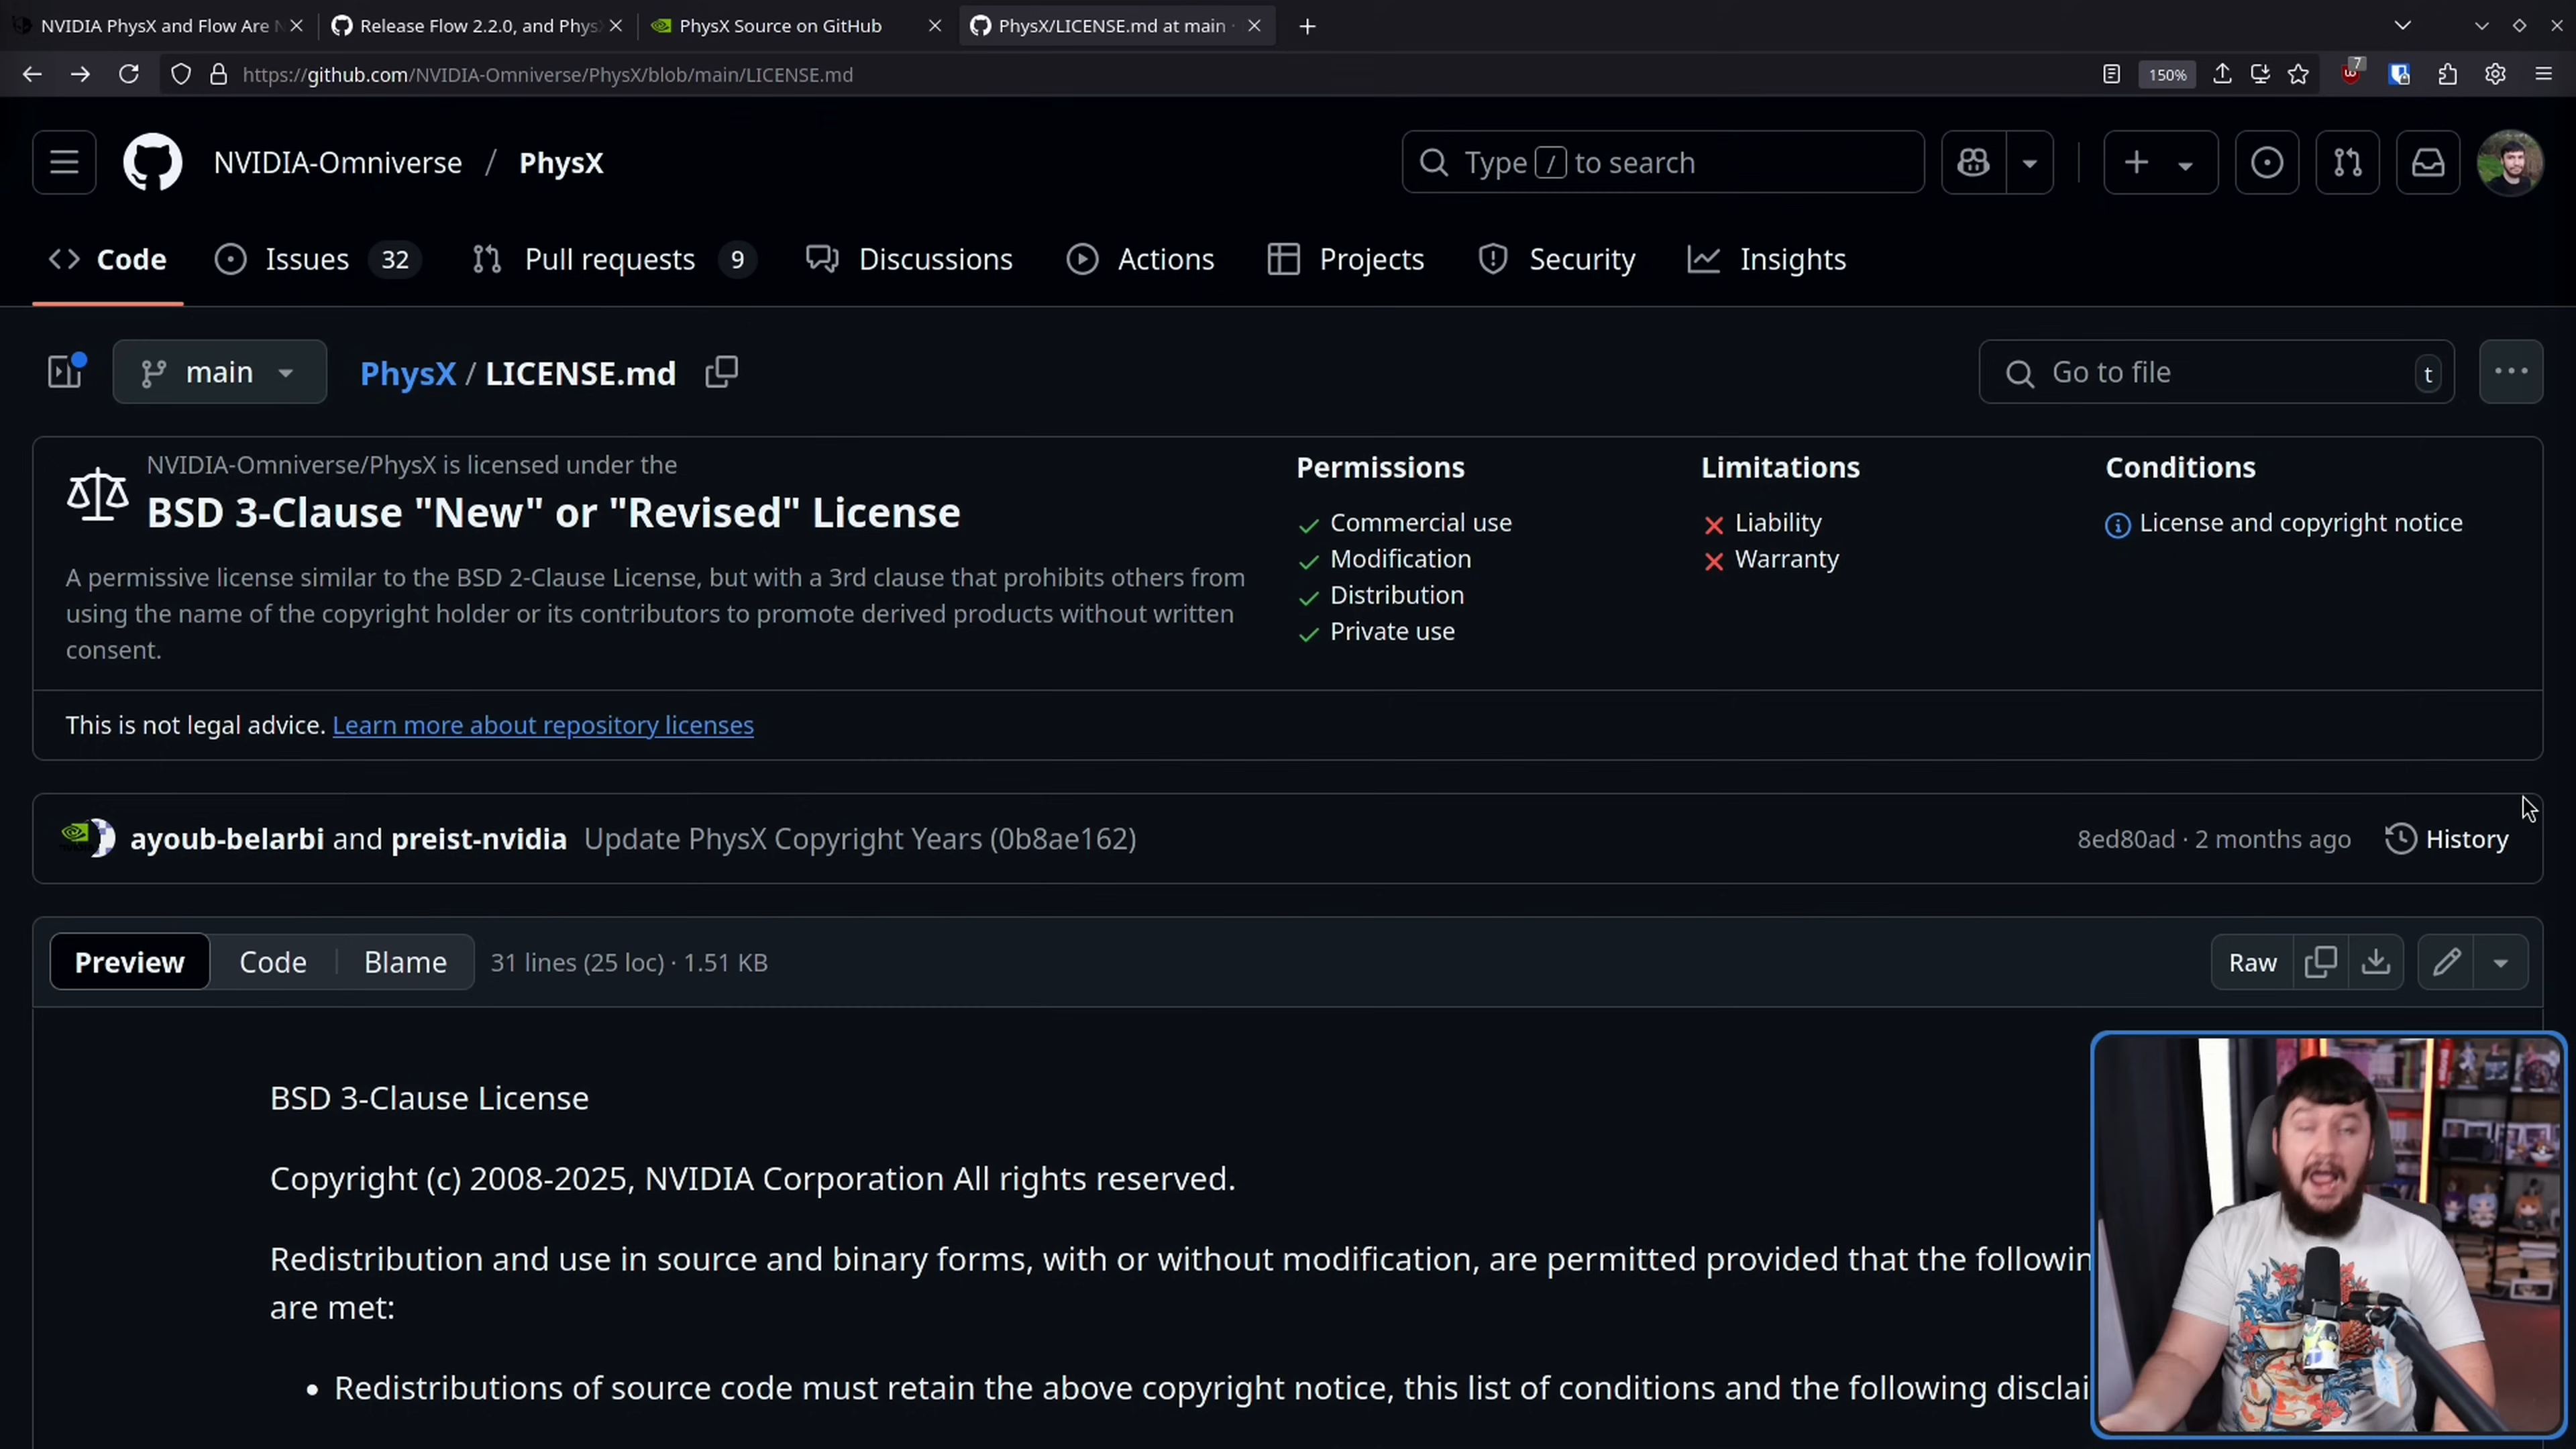 NVIDIA PhysX and Flow Are N
Release Flow 2.2.0, and Phys
PhysX Source on GitHub
PhysX/LICENSE.md at main ·
https://github.com/NVIDIA-Omniverse/PhysX/blob/main/LICENSE.md
150%
7
NVIDIA-Omniverse / PhysX
Type / to search
Code
Issues 32
Pull requests 9
Discussions
Actions
Projects
Security
Insights
main
PhysX / LICENSE.md
Go to file
t
NVIDIA-Omniverse/PhysX is licensed under the
BSD 3-Clause "New" or "Revised" License
A permissive license similar to the BSD 2-Clause License, but with a 3rd clause that prohibits others from
using the name of the copyright holder or its contributors to promote derived products without written
consent.
Permissions
Commercial use
Modification
Distribution
Private use
Limitations
Liability
Warranty
Conditions
License and copyright notice
This is not legal advice. Learn more about repository licenses
ayoub-belarbi and preist-nvidia Update PhysX Copyright Years (0b8ae162)
8ed80ad · 2 months ago
History
Preview
Code
Blame
31 lines (25 loc) · 1.51 KB
Raw
BSD 3-Clause License
Copyright (c) 2008-2025, NVIDIA Corporation All rights reserved.
Redistribution and use in source and binary forms, with or without modification, are permitted provided that the followin
are met:
• Redistributions of source code must retain the above copyright notice, this list of conditions and the following disclai